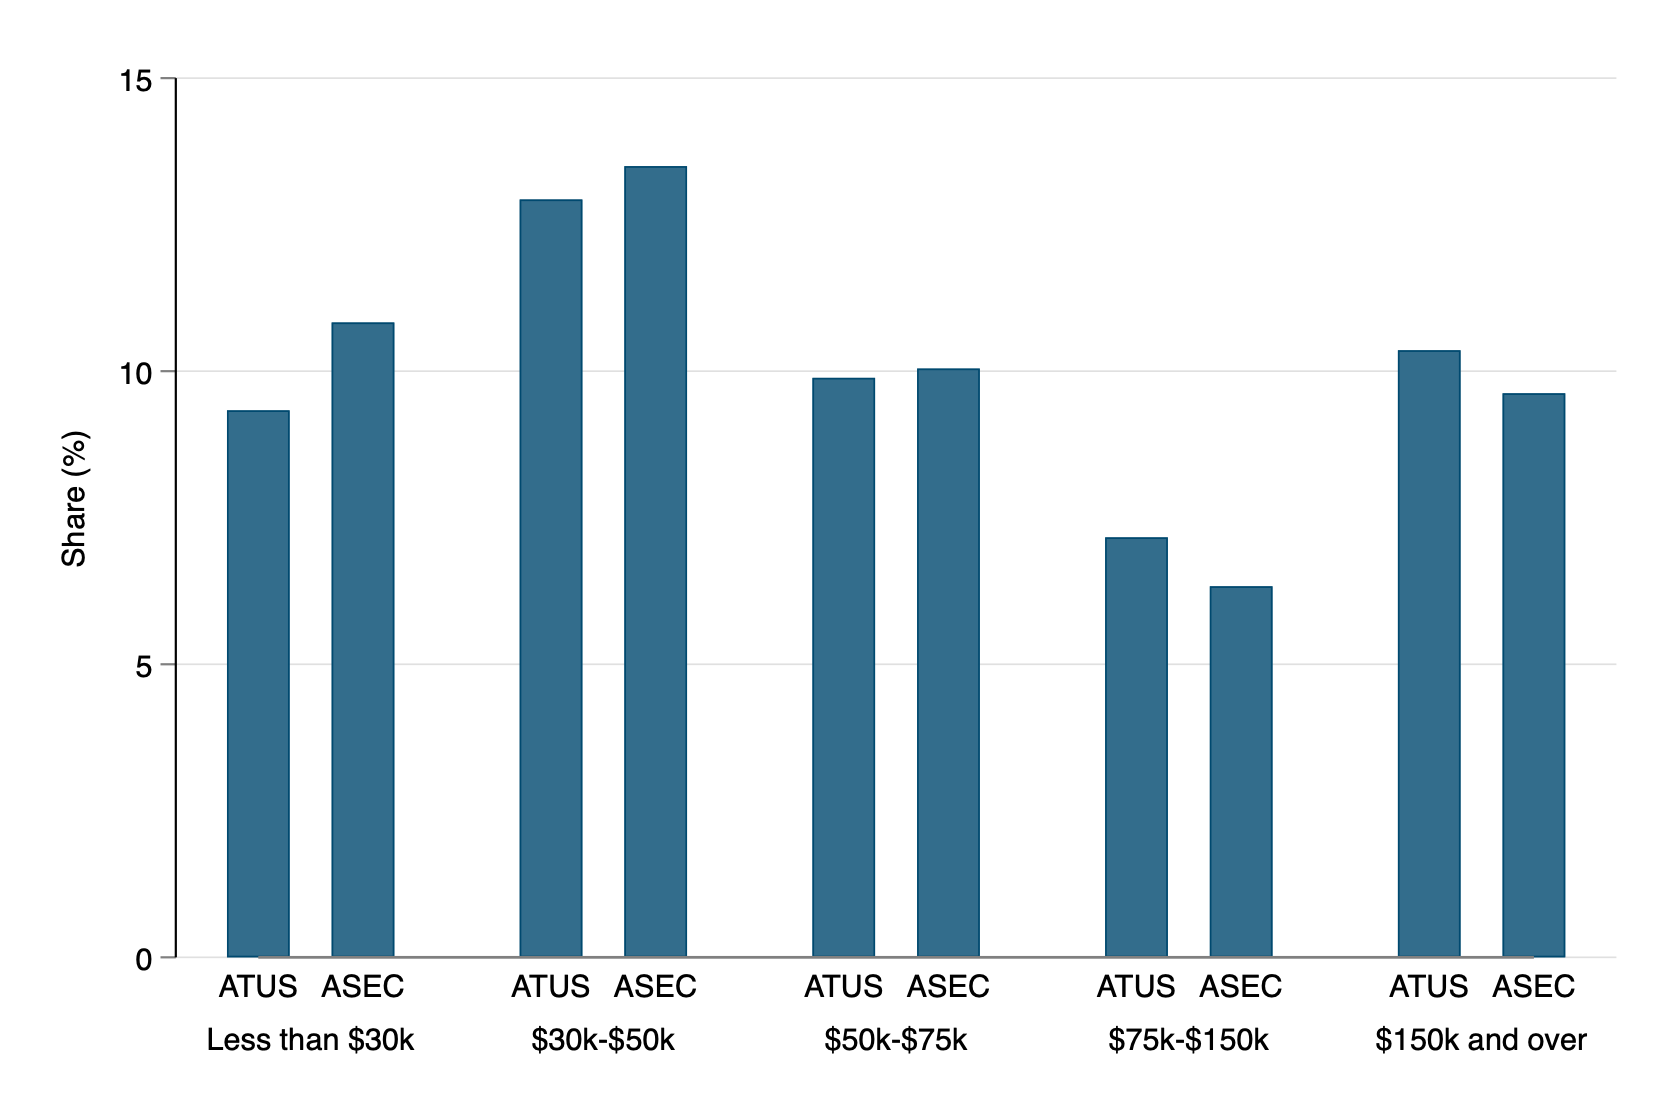 15
10
5
0
Share (%)
ATUS ASEC ATUS ASEC ATUS ASEC ATUS ASEC ATUS ASEC
Less than $30k $30k-$50k $50k-$75k $75k-$150k $150k and over